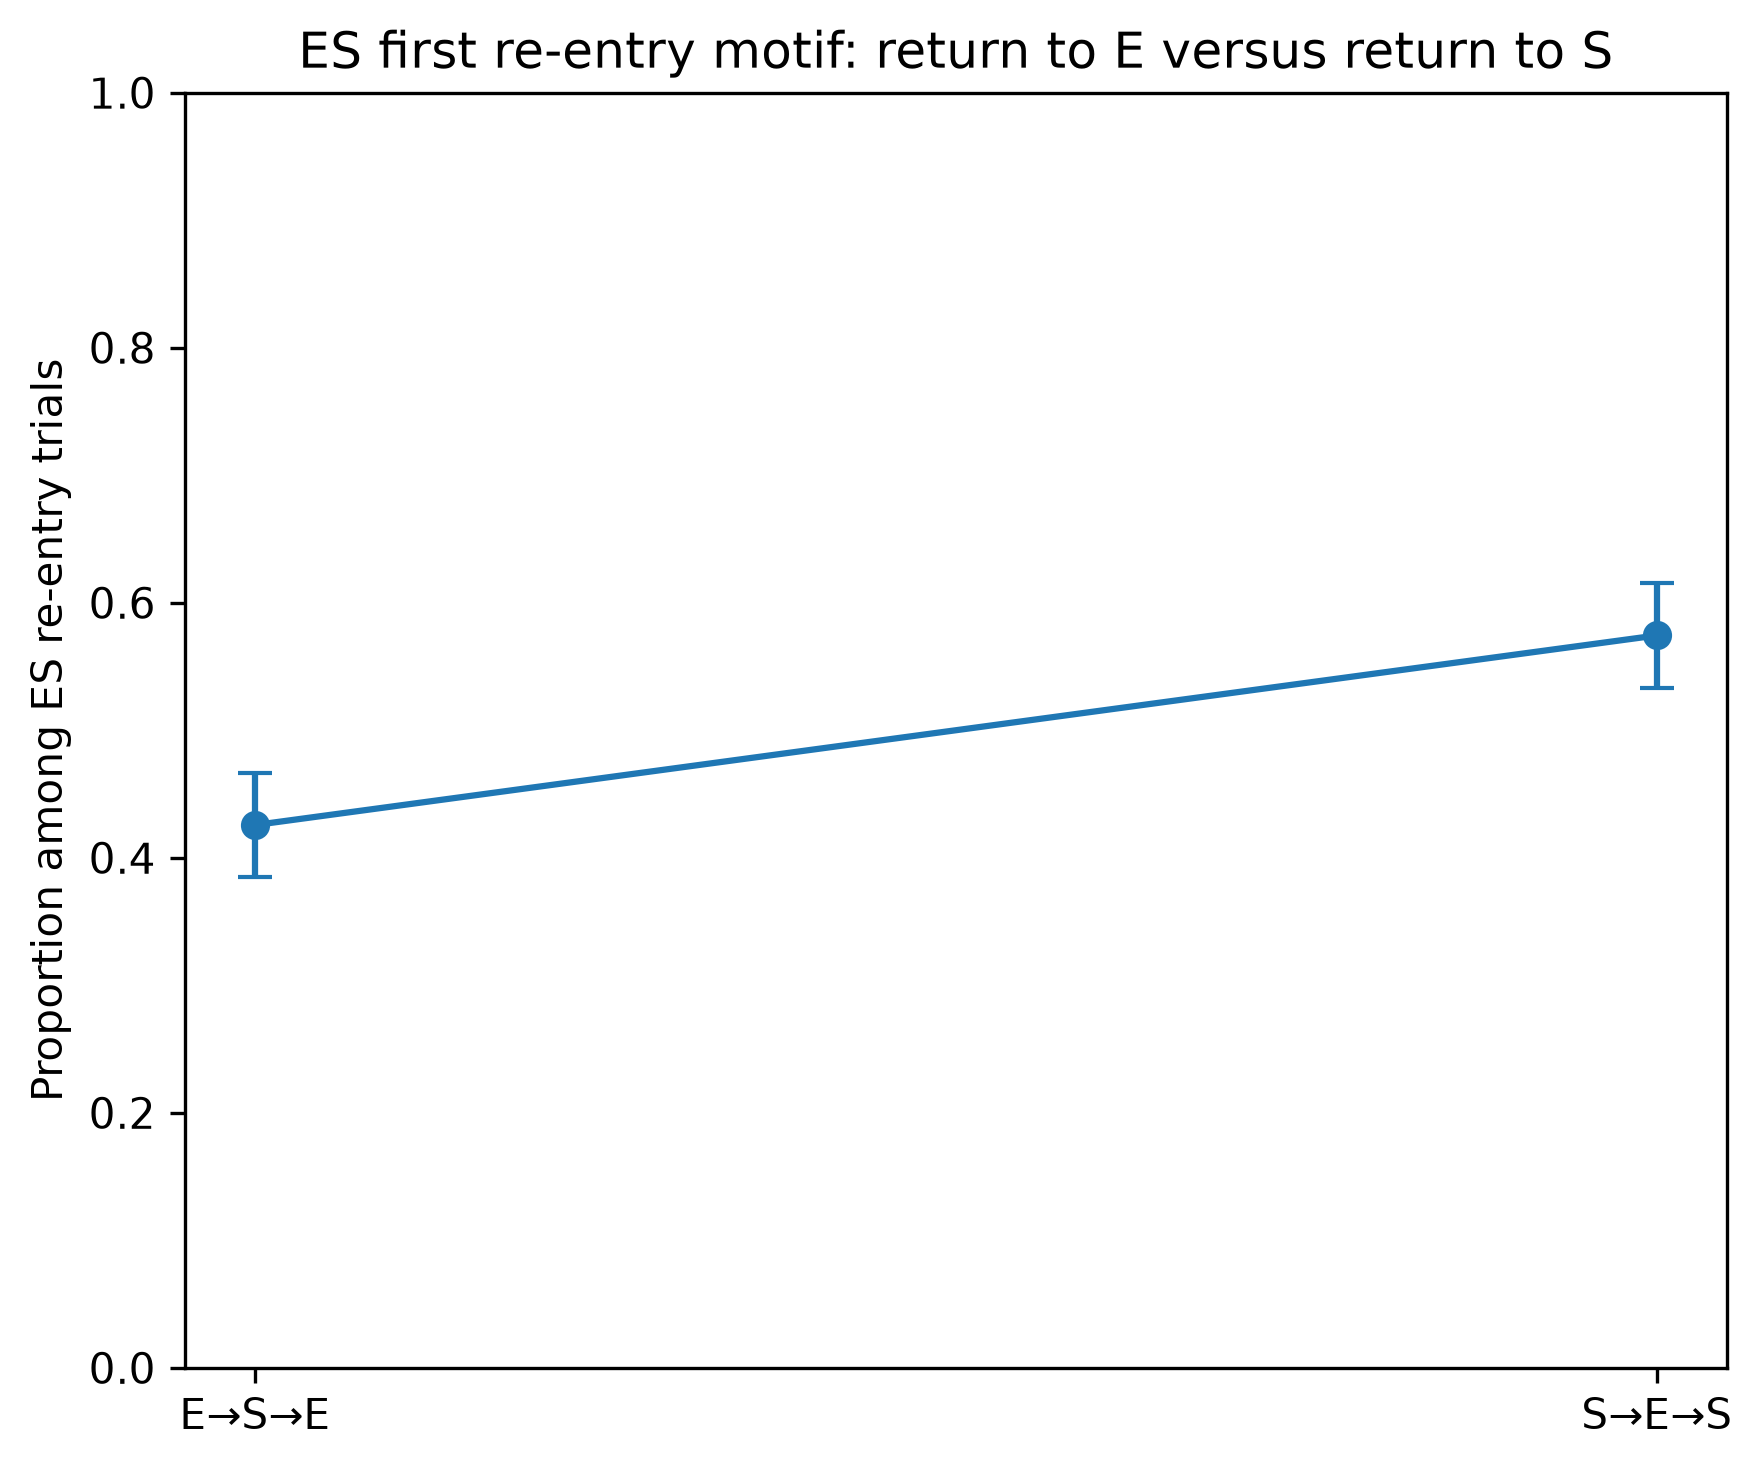 ES first re-entry motif: return to E versus return to S
Proportion among ES re-entry trials
1.0
0.8
0.6
0.4
0.2
0.0
E→S→E
S→E→S